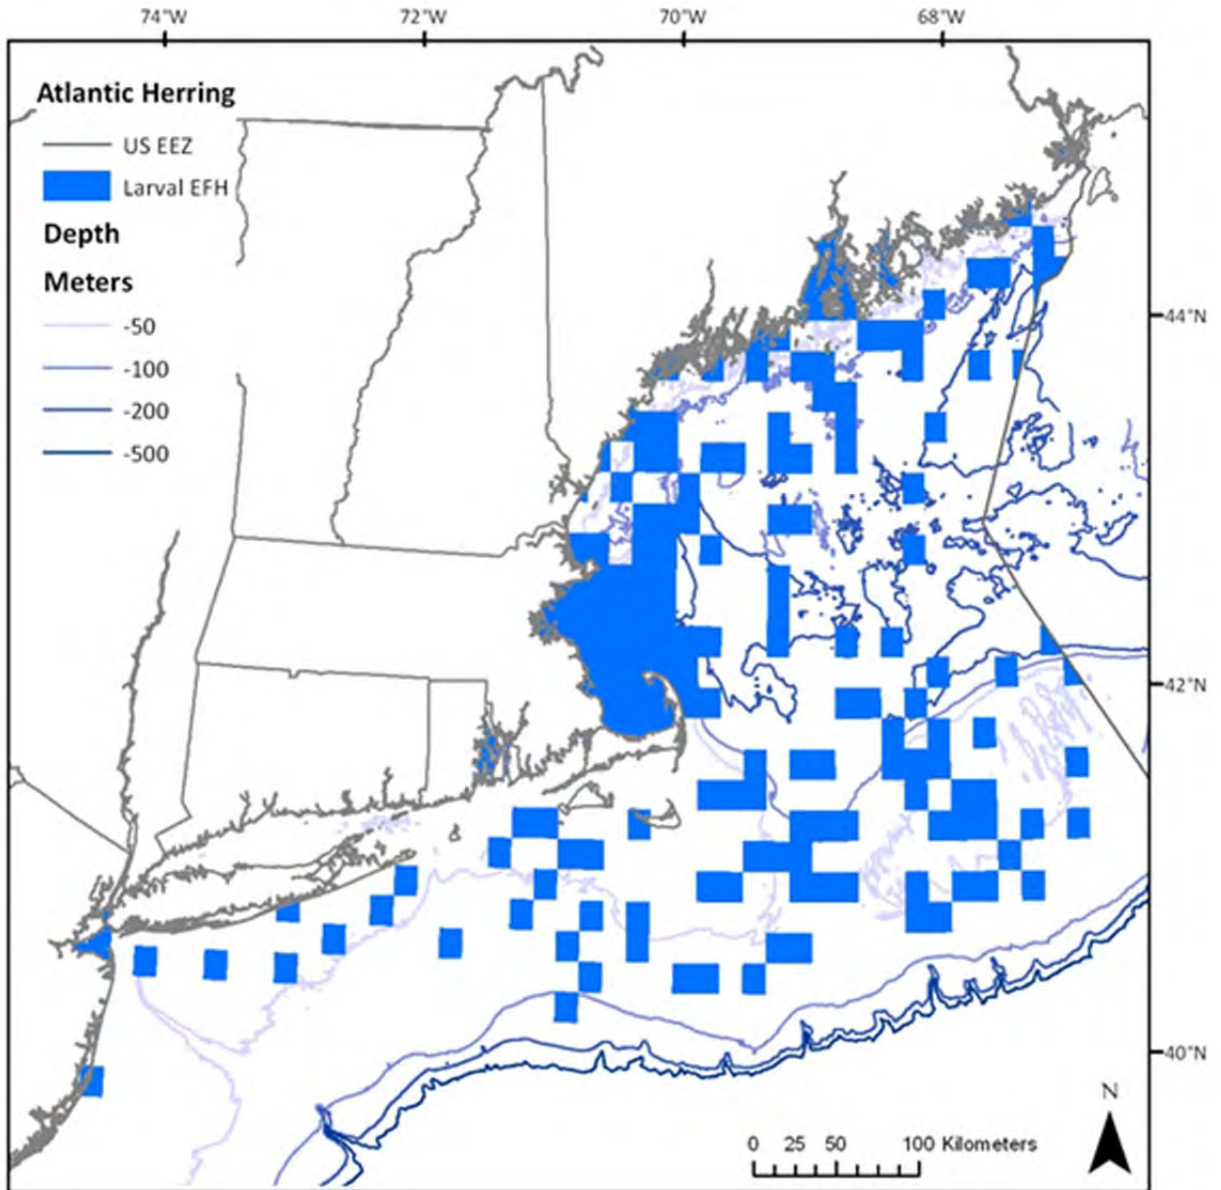 74°W 72°W 70°W 68°W
Atlantic Herring
US EEZ
Larval EFH
Depth
Meters
-50
-100
-200
-500
44°N
42°N
40°N
N
0 25 50 100 Kilometers